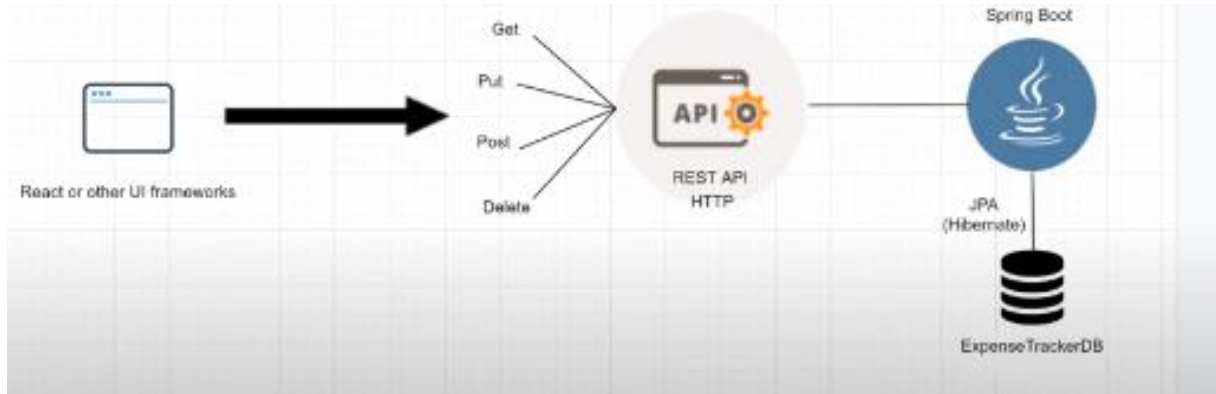 Spring Boot
Get
Put
API
Post
REST API
HTTP
React or other UI frameworks
Delete
JPA
(Hibernate)
ExpenseTrackerDB